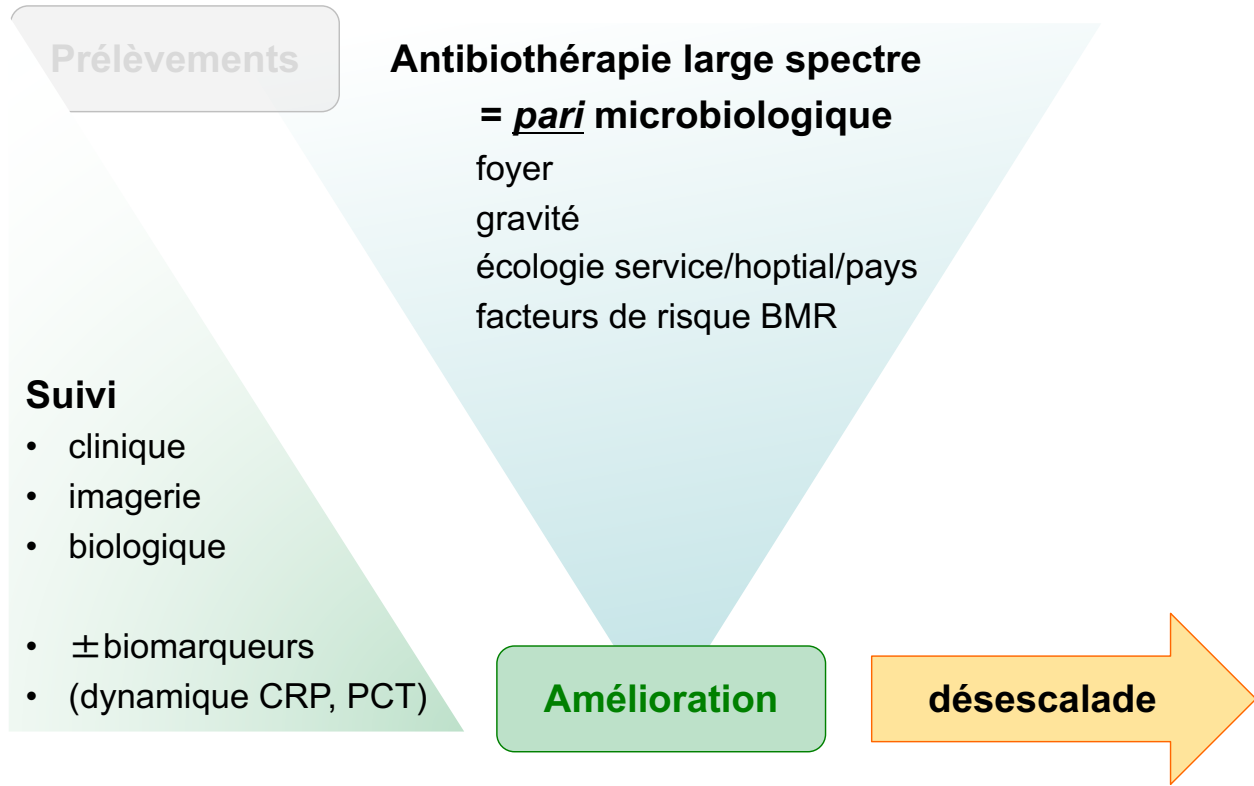 Prélèvements
Antibiothérapie large spectre
= pari microbiologique
foyer
gravité
écologie service/hoptial/pays
facteurs de risque BMR
Suivi
• clinique
• imagerie
• biologique
• ±biomarqueurs
• (dynamique CRP, PCT)
Amélioration
désescalade